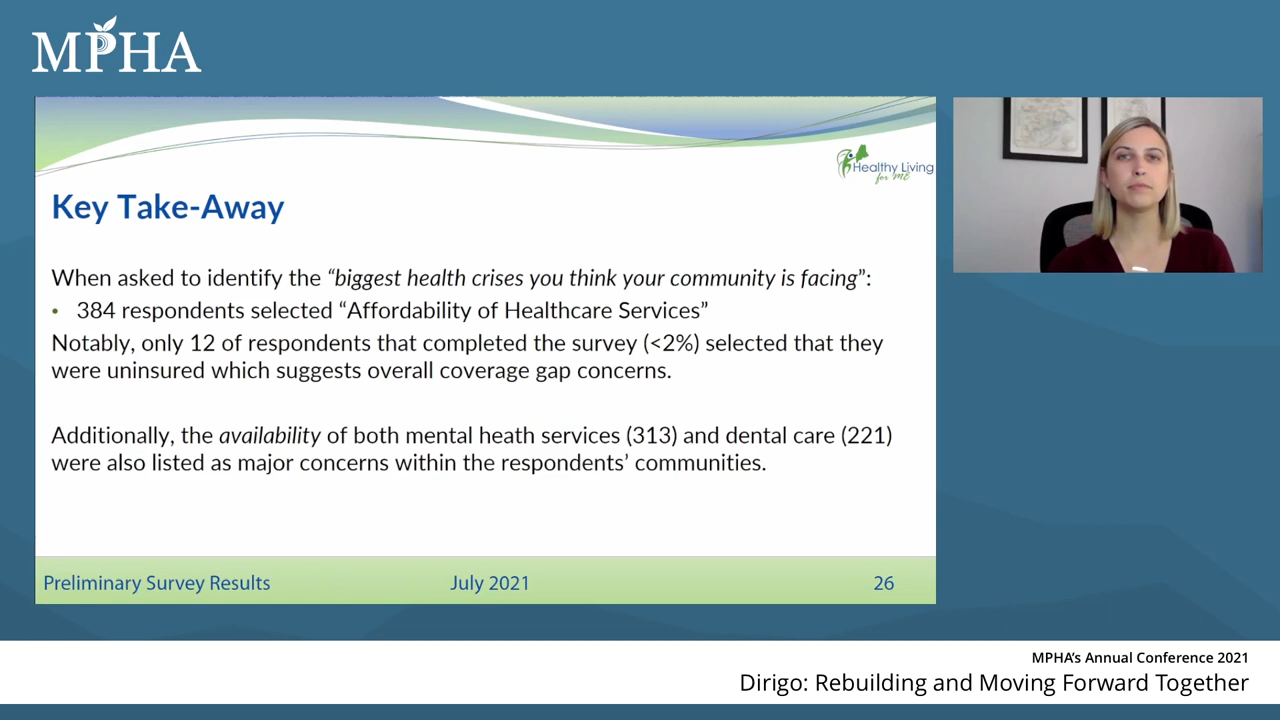 MPHA
Healthy Living
for ME
Key Take-Away
When asked to identify the “biggest health crises you think your community is facing”:
• 384 respondents selected “Affordability of Healthcare Services”
Notably, only 12 of respondents that completed the survey (<2%) selected that they
were uninsured which suggests overall coverage gap concerns.
Additionally, the availability of both mental heath services (313) and dental care (221)
were also listed as major concerns within the respondents’ communities.
Preliminary Survey Results July 2021 26
MPHA’s Annual Conference 2021
Dirigo: Rebuilding and Moving Forward Together